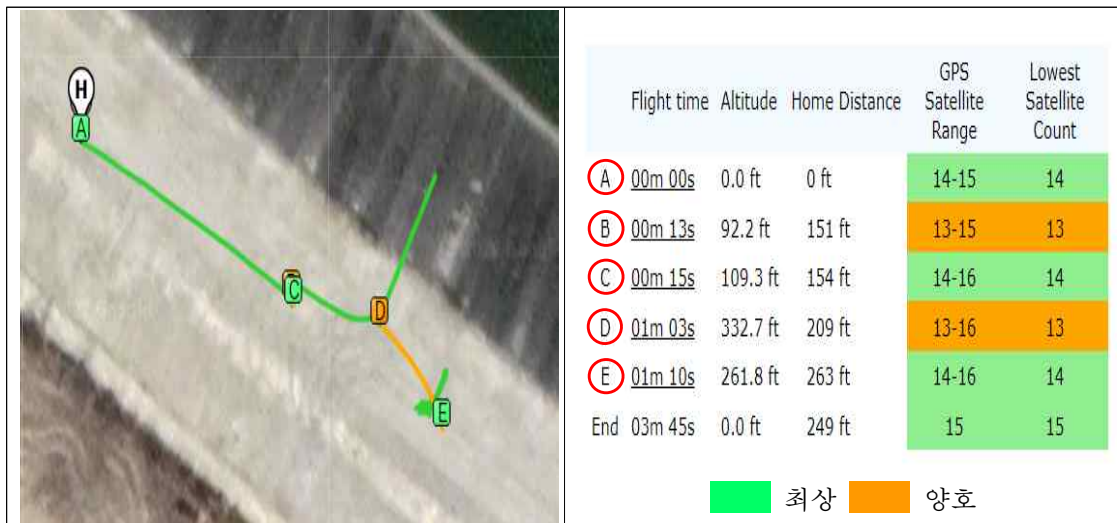 H
A
C
D
E
Flight time Altitude Home Distance GPS Satellite Range Lowest Satellite Count
A 00m 00s 0.0 ft 0 ft 14-15 14
B 00m 13s 92.2 ft 151 ft 13-15 13
C 00m 15s 109.3 ft 154 ft 14-16 14
D 01m 03s 332.7 ft 209 ft 13-16 13
E 01m 10s 261.8 ft 263 ft 14-16 14
End 03m 45s 0.0 ft 249 ft 15 15
최상 양호